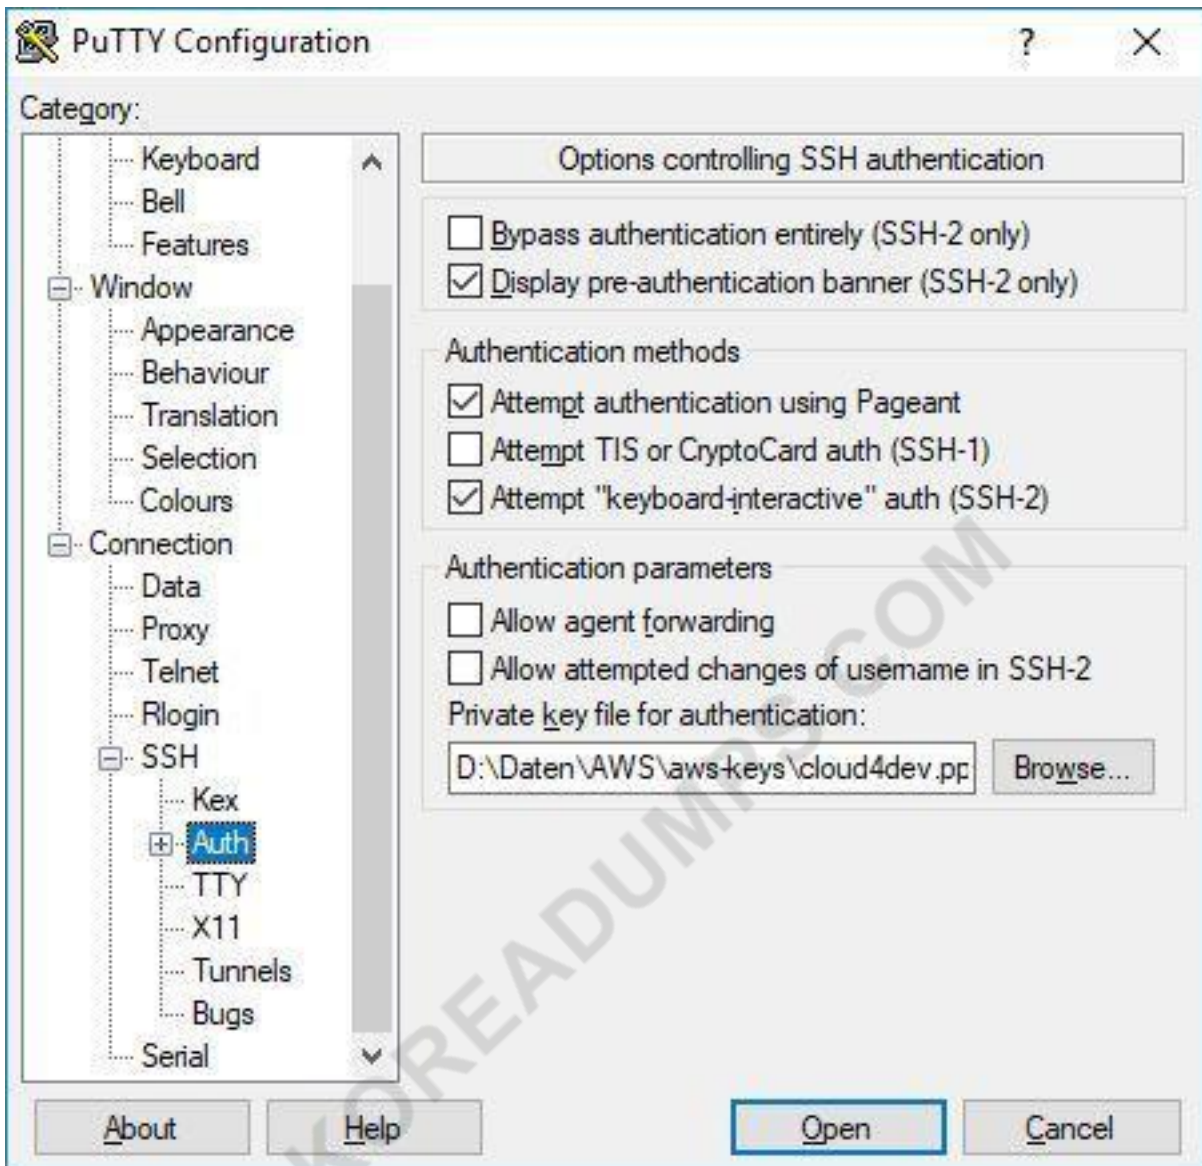 PuTTY Configuration
Category:
Keyboard
Bell
Features
Window
Appearance
Behaviour
Translation
Selection
Colours
Connection
Data
Proxy
Telnet
Rlogin
SSH
Kex
Auth
TTY
X11
Tunnels
Bugs
Serial
Options controlling SSH authentication
Bypass authentication entirely (SSH-2 only)
Display pre-authentication banner (SSH-2 only)
Authentication methods
Attempt authentication using Pageant
Attempt TIS or CryptoCard auth (SSH-1)
Attempt "keyboard-interactive" auth (SSH-2)
Authentication parameters
Allow agent forwarding
Allow attempted changes of username in SSH-2
Private key file for authentication:
D:\Daten\AWS\aws-keys\cloud4dev.pp
Browse...
About
Help
Open
Cancel
KOREADUMPS.COM